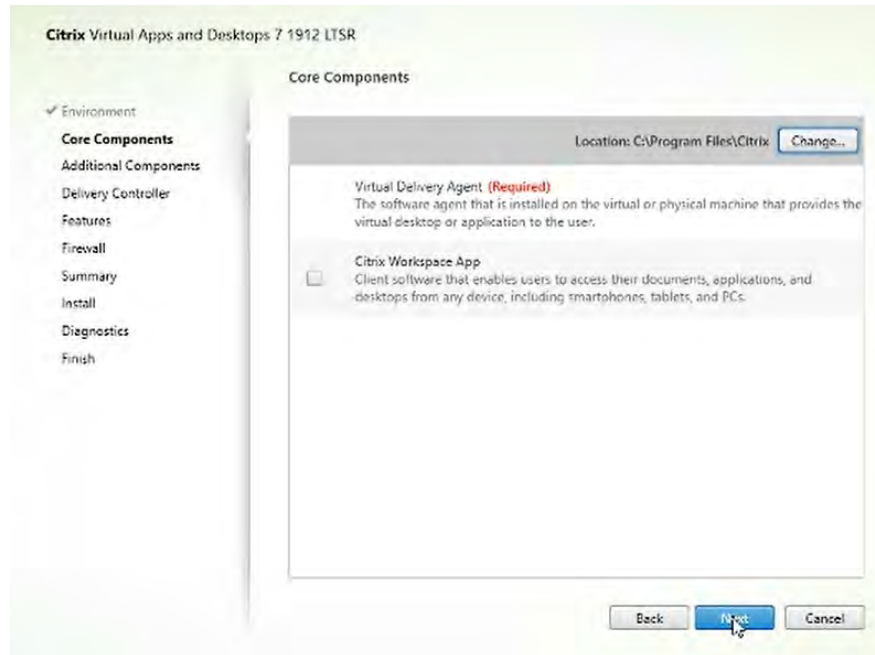 Citrix Virtual Apps and Desktops 7 1912 LTSR
Core Components
Environment
Core Components
Additional Components
Delivery Controller
Features
Firewall
Summary
Install
Diagnostics
Finish
Location: C:\Program Files\Citrix
Change...
Virtual Delivery Agent (Required)
The software agent that is installed on the virtual or physical machine that provides the
virtual desktop or application to the user.
Citrix Workspace App
Client software that enables users to access their documents, applications, and
desktops from any device, including smartphones, tablets, and PCs.
Back
Next
Cancel